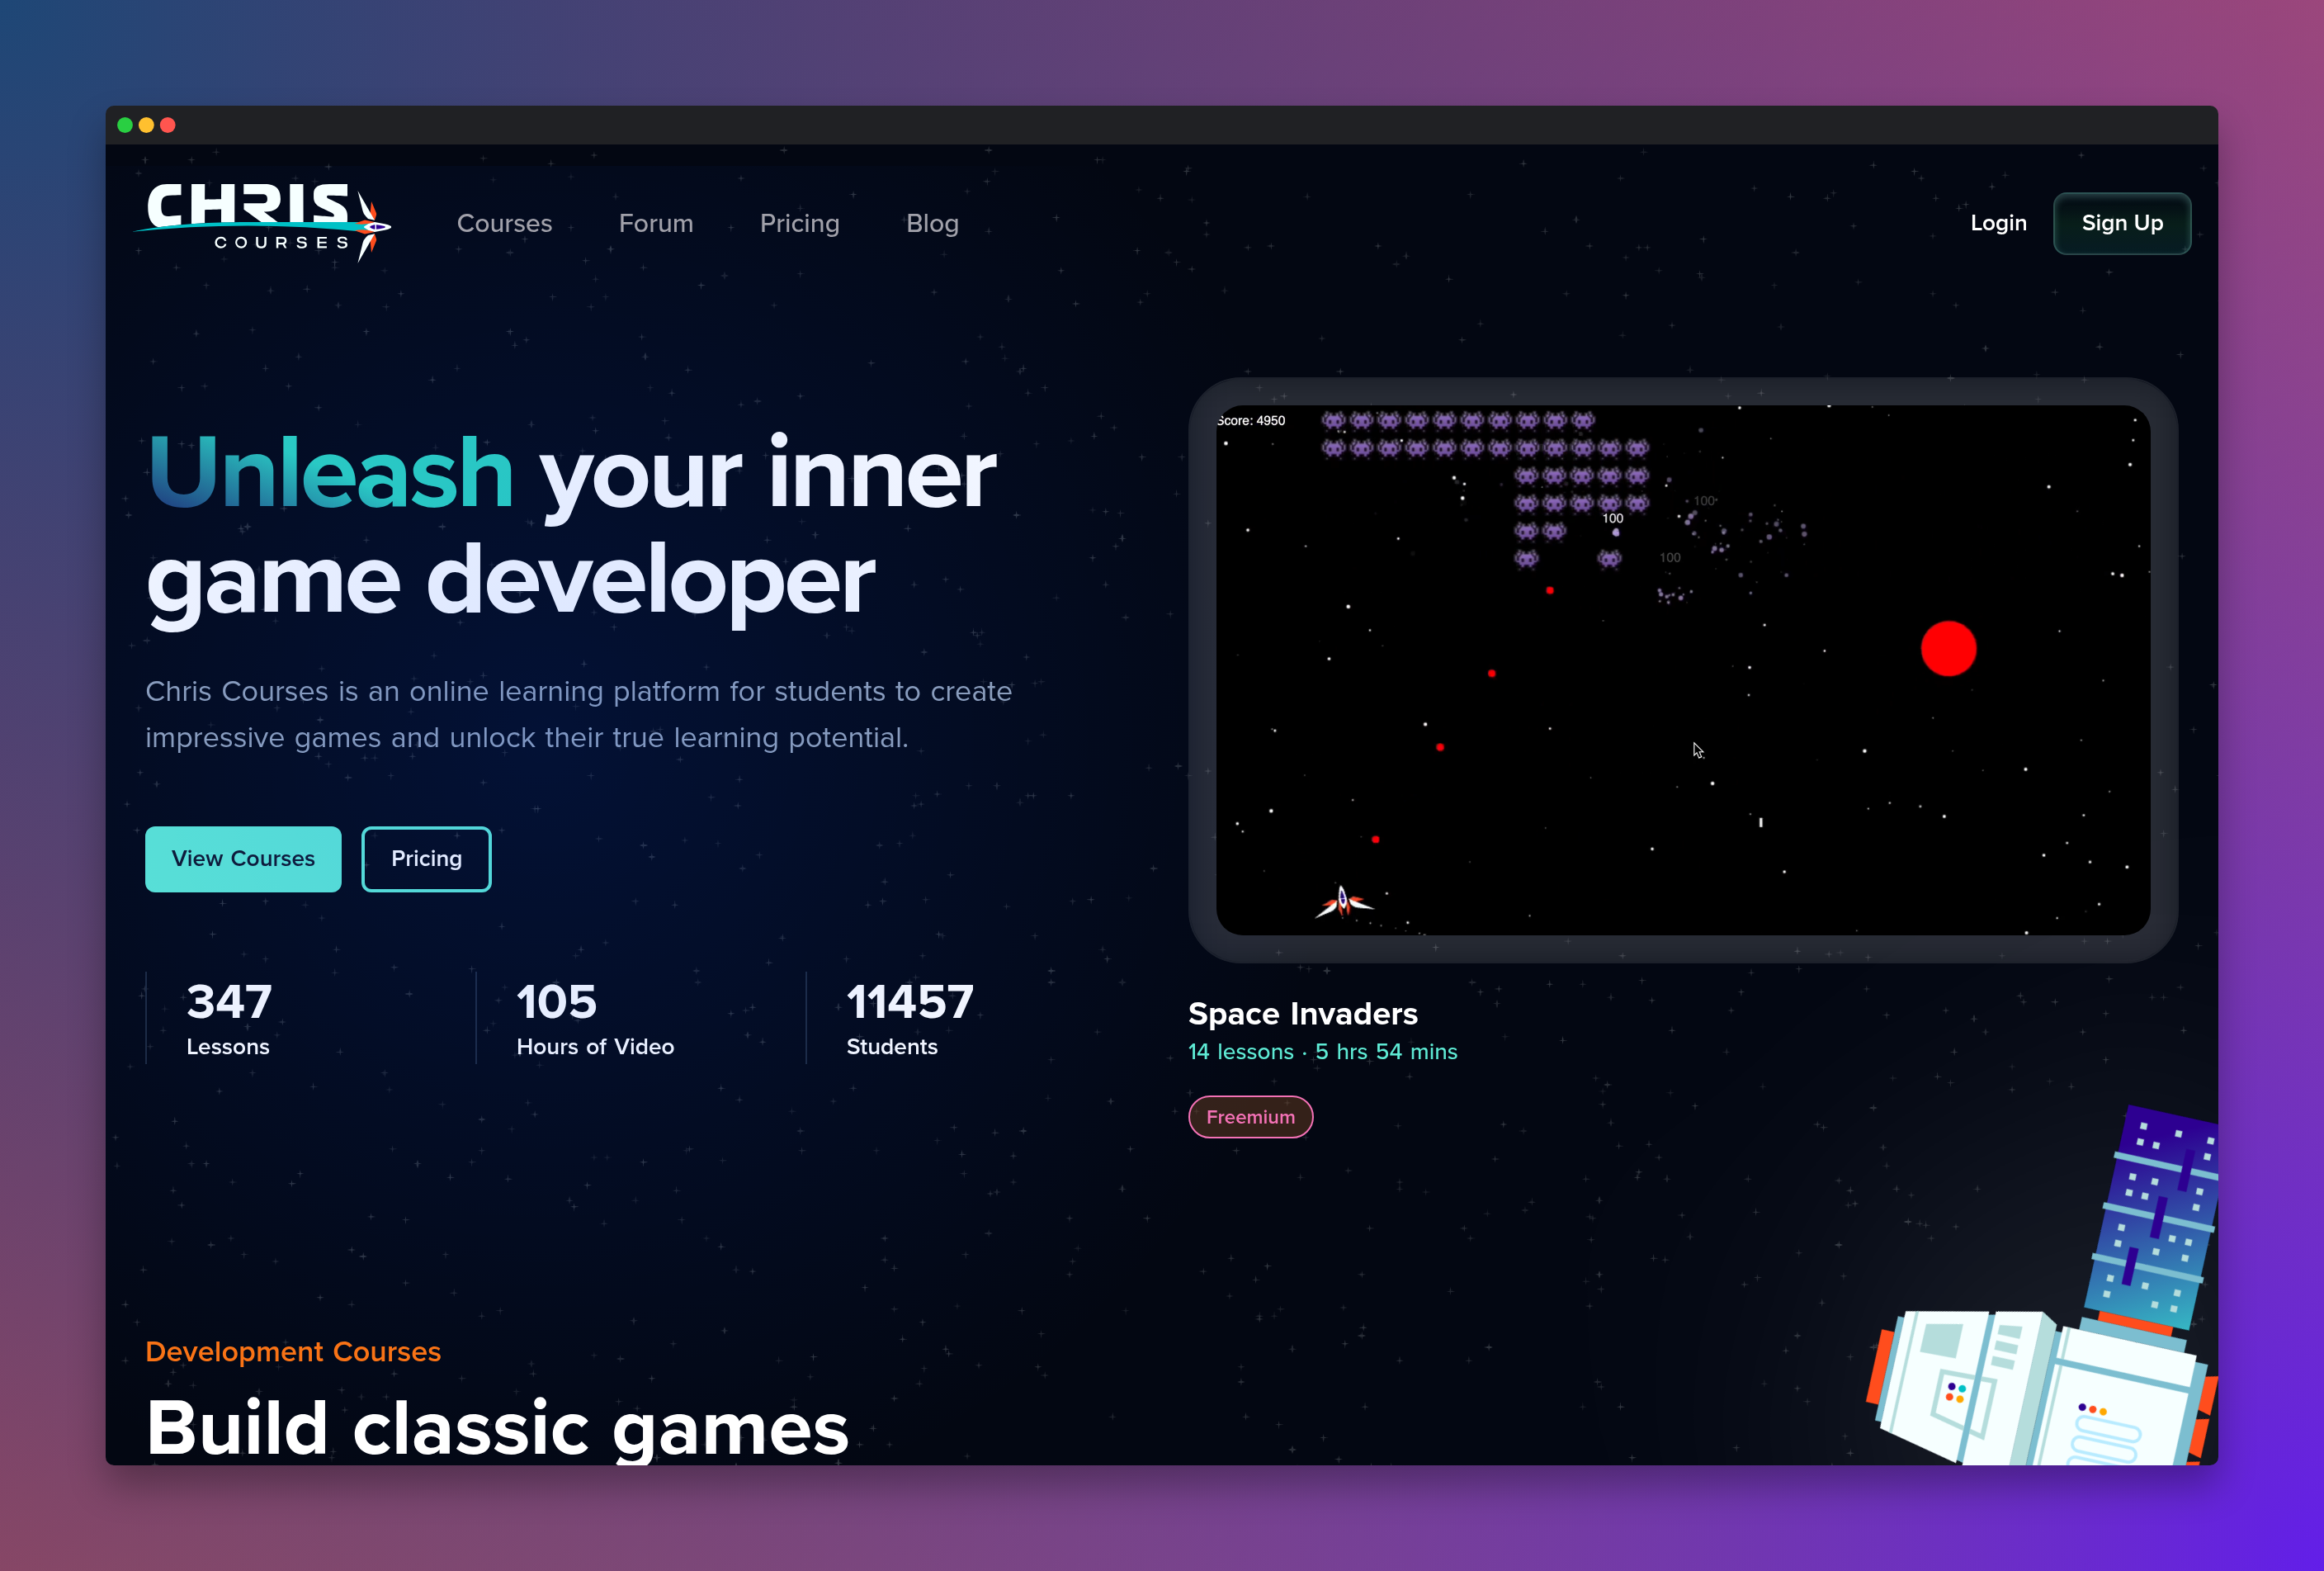 CHRIS
COURSES
Courses
Forum
Pricing
Blog
Login
Sign Up
Unleash your inner
game developer
Chris Courses is an online learning platform for students to create
impressive games and unlock their true learning potential.
View Courses
Pricing
347
Lessons
105
Hours of Video
11457
Students
Score: 4950
100
100
100
Space Invaders
14 lessons · 5 hrs 54 mins
Freemium
Development Courses
Build classic games